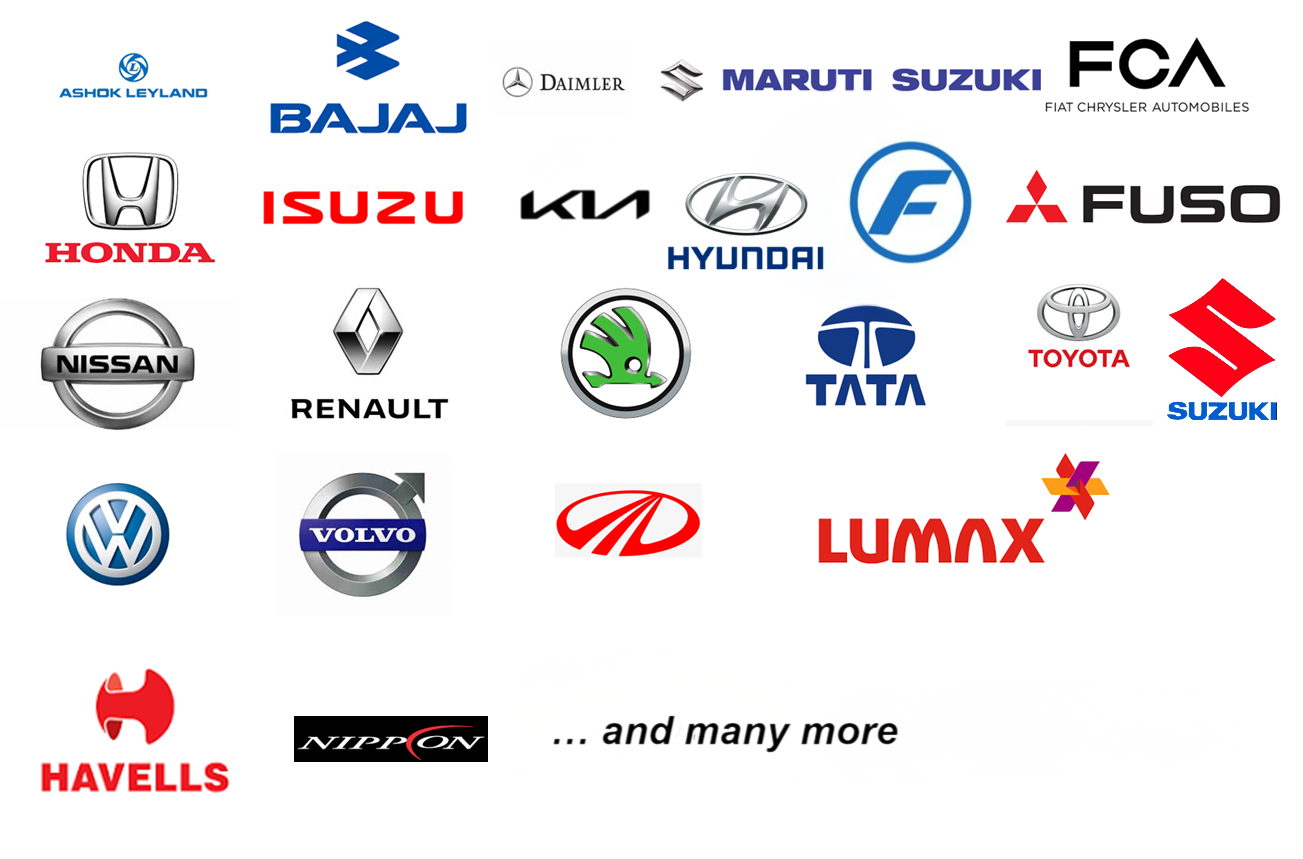 ASHOK LEYLAND
BAJAJ
DAIMLER
MARUTI SUZUKI
FCA
FIAT CHRYSLER AUTOMOBILES
HONDA
ISUZU
KIA
HYUNDAI
F
FUSO
NISSAN
RENAULT
TATA
TOYOTA
SUZUKI
VW
VOLVO
LUMAX
HAVELLS
NIPPON
... and many more